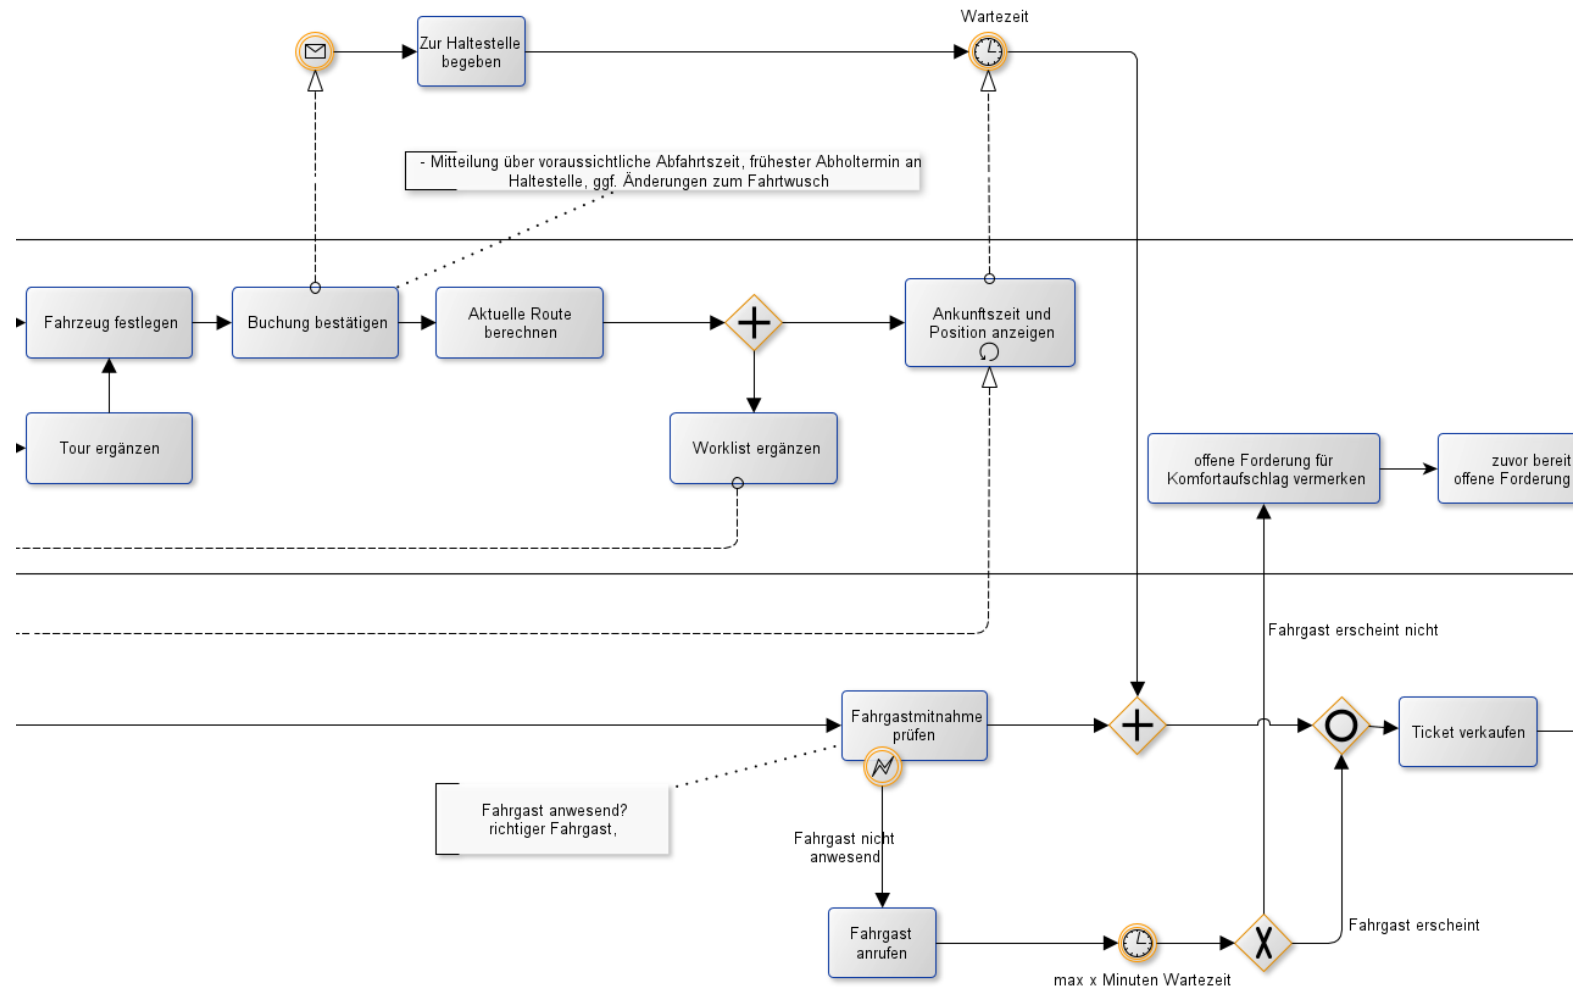 Wartezeit
Zur Haltestelle
begeben
- Mitteilung über voraussichtliche Abfahrtszeit, frühester Abholtermin an
Haltestelle, ggf. Änderungen zum Fahrtwusch
Fahrzeug festlegen
Buchung bestätigen
Aktuelle Route
berechnen
Ankunftszeit und
Position anzeigen
Tour ergänzen
Worklist ergänzen
offene Forderung für
Komfortaufschlag vermerken
zuvor bereit
offene Forderung
Fahrgast erscheint nicht
Fahrgastmitnahme
prüfen
Ticket verkaufen
Fahrgast anwesend?
richtiger Fahrgast,
Fahrgast nicht
anwesend
Fahrgast
anrufen
Fahrgast erscheint
max x Minuten Wartezeit